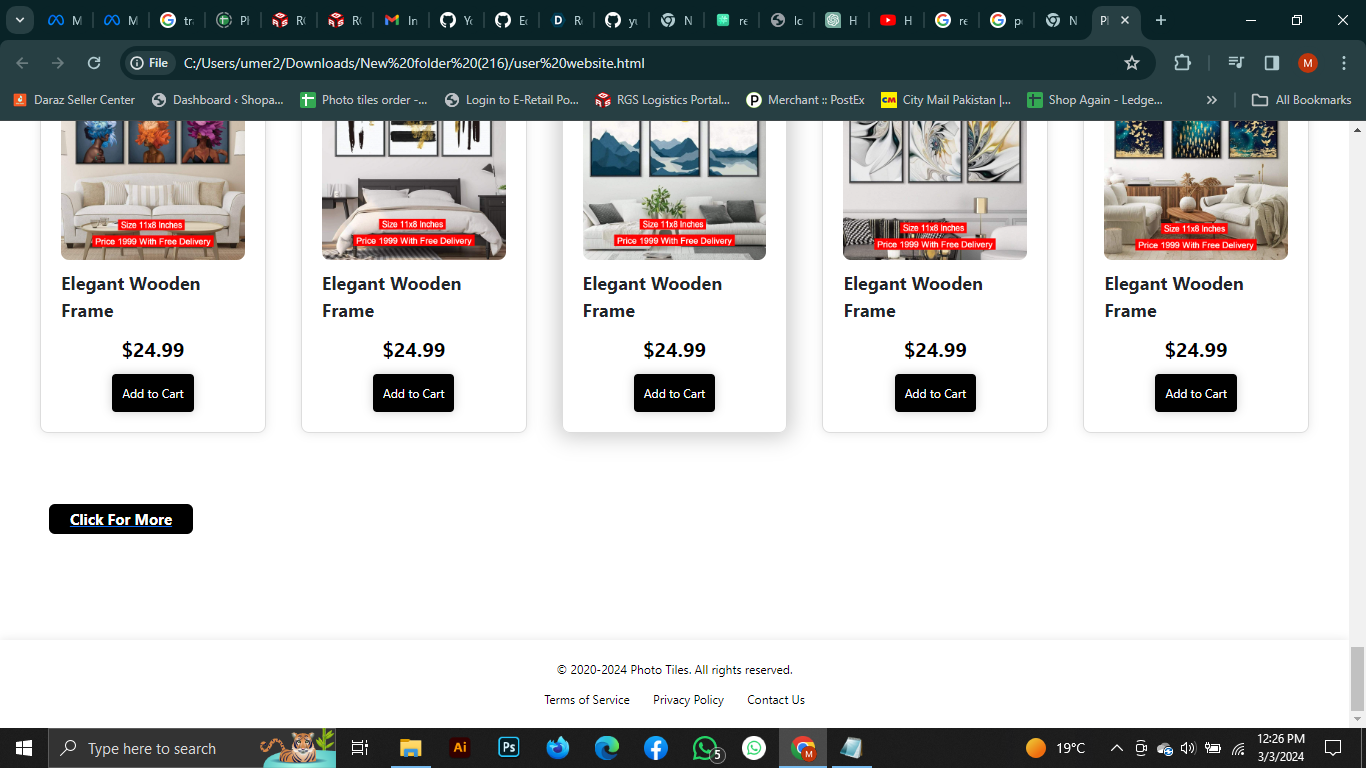 M
M
tr
Pl
RG
RG
In
Yo
Ec
R
yc
N
re
Ic
H
H
re
p
N
Pl
File
C:/Users/umer2/Downloads/New%20folder%20(216)/user%20website.html
M
Daraz Seller Center
Dashboard ‹ Shopa...
Photo tiles order -...
Login to E-Retail Po...
RGS Logistics Portal...
Merchant :: PostEx
CM
City Mail Pakistan |...
Shop Again - Ledge...
All Bookmarks
Size 11x8 Inches
Price 1999 With Free Delivery
Size 11x8 Inches
Price 1999 With Free Delivery
Size 11x8 Inches
Price 1999 With Free Delivery
Size 11x8 Inches
Price 1999 With Free Delivery
Size 11x8 Inches
Price 1999 With Free Delivery
Elegant Wooden
Frame
$24.99
Add to Cart
Elegant Wooden
Frame
$24.99
Add to Cart
Elegant Wooden
Frame
$24.99
Add to Cart
Elegant Wooden
Frame
$24.99
Add to Cart
Elegant Wooden
Frame
$24.99
Add to Cart
Click For More
© 2020-2024 Photo Tiles. All rights reserved.
Terms of Service Privacy Policy Contact Us
Type here to search
Ai
Ps
5
M
19°C
12:26 PM
3/3/2024